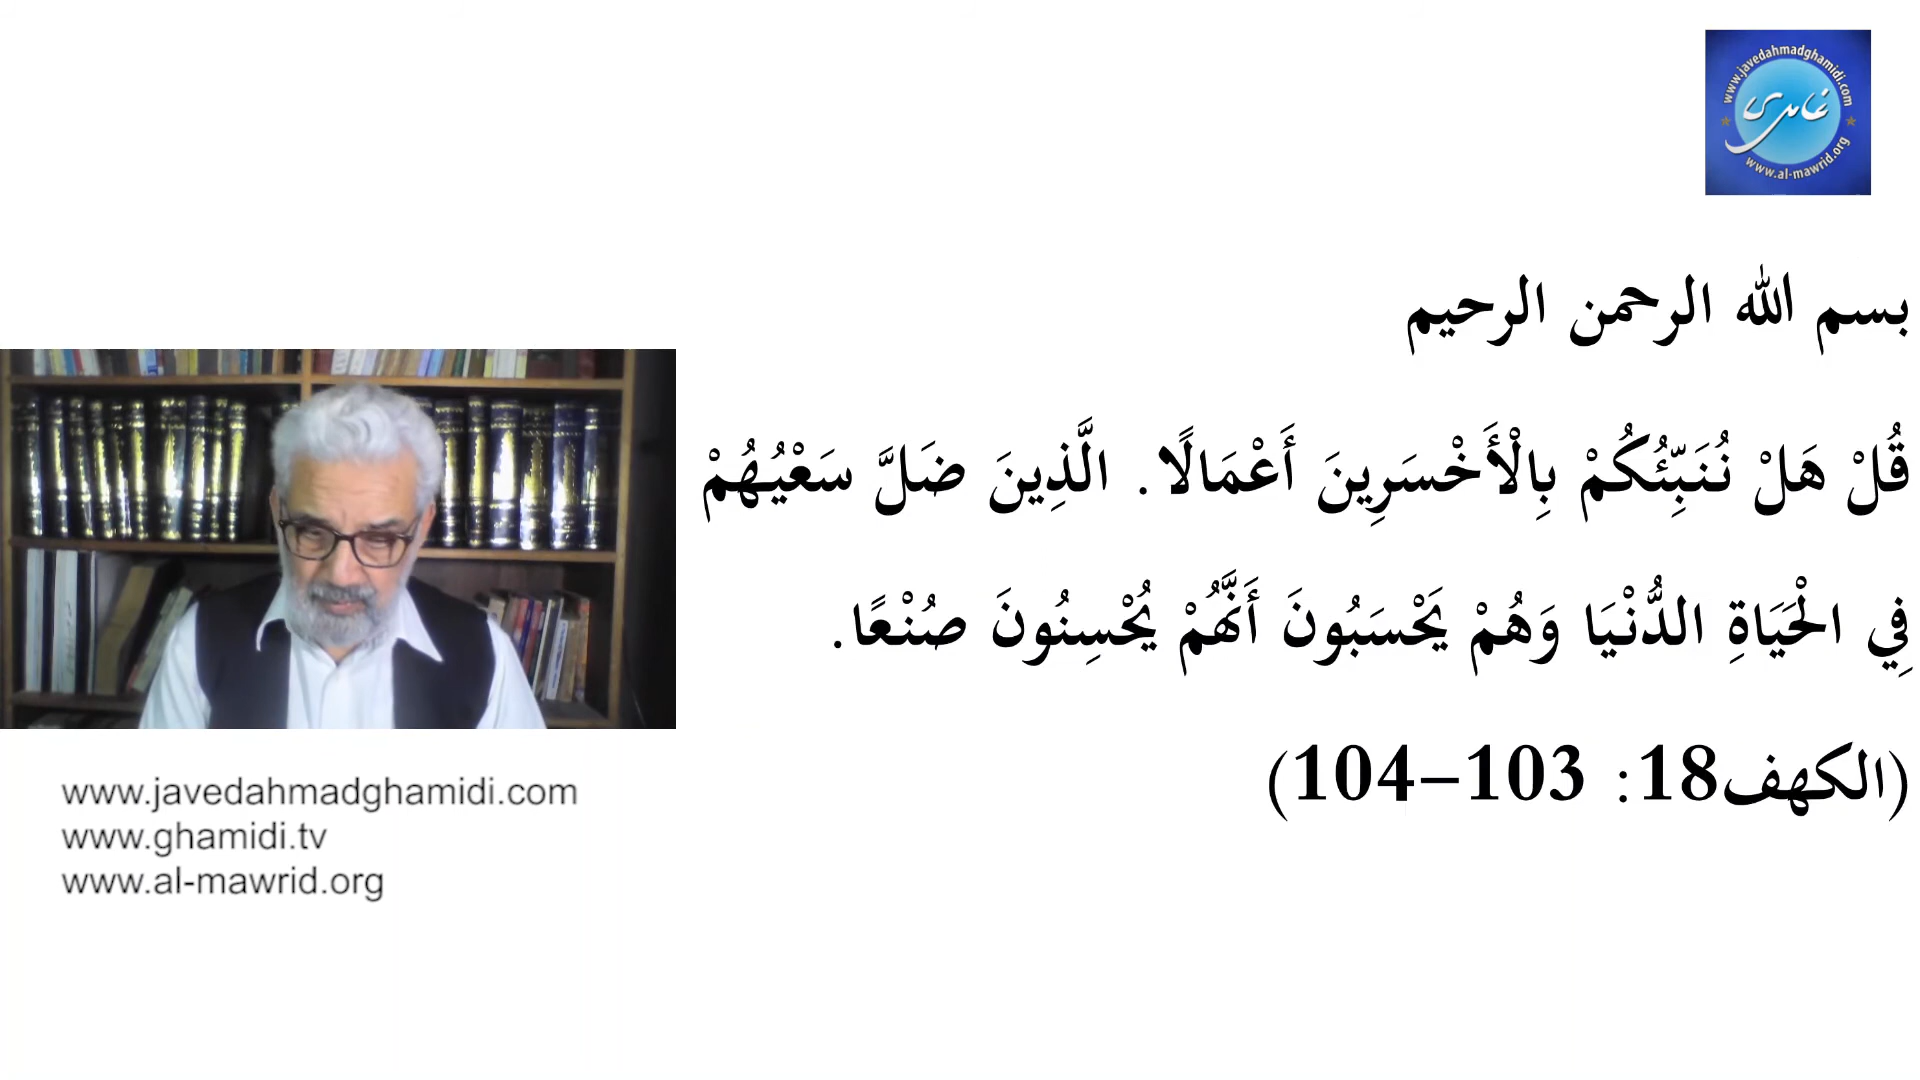 www.javedahmadghamidi.com
غامدی
www.al-mawrid.org
بسم الله الرحمن الرحيم
قُلْ هَلْ نُنَبِّئُكُمْ بِالْأَخْسَرِينَ أَعْمَالًا. الَّذِينَ ضَلَّ سَعْيُهُمْ
فِي الْحَيَاةِ الدُّنْيَا وَهُمْ يَحْسَبُونَ أَنَّهُمْ يُحْسِنُونَ صُنْعًا.
(الكهف18: 103-104)
www.javedahmadghamidi.com
www.ghamidi.tv
www.al-mawrid.org